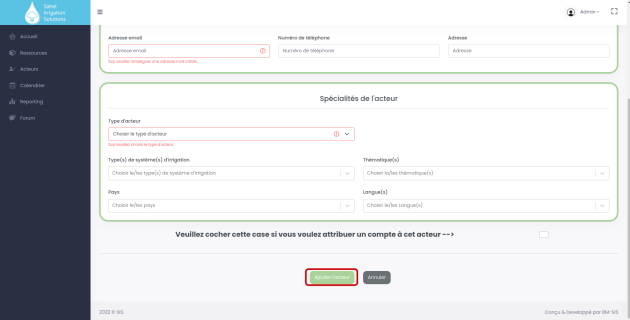 Sahel
Irrigation
Solutions
Admin
Accueil
Ressources
Acteurs
Calendrier
Reporting
Forum
Adresse email
Numéro de téléphone
Adresse
Adresse email
Numéro de téléphone
Adresse
Svp veuillez renseigner une adresse mail valide.
Spécialités de l'acteur
Type d'acteur
Choisir le type d'acteur
Svp veuillez choisir le type d'acteur.
Type(s) de système(s) d'irrigation
Thématique(s)
Choisir le/les type(s) de système d'irrigation
Choisir la/les thématique(s)
Pays
Langue(s)
Choisir le/les pays
Choisir le/les Langue(s)
Veuillez cocher cette case si vous voulez attribuer un compte à cet acteur -->
Ajouter l'acteur
Annuler
2022 © SIS.
Conçu & Developpé par BM-SIS